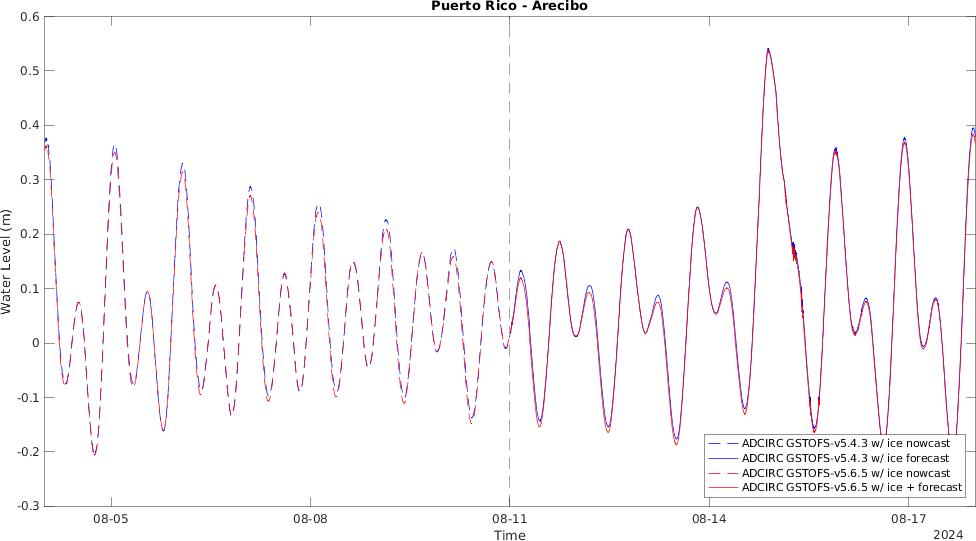 Puerto Rico - Arecibo
0.6
0.5
0.4
0.3
0.2
0.1
0
-0.1
-0.2
-0.3
Water Level (m)
ADCIRC GSTOFS-v5.4.3 w/ ice nowcast
ADCIRC GSTOFS-v5.4.3 w/ ice forecast
ADCIRC GSTOFS-v5.6.5 w/ ice nowcast
ADCIRC GSTOFS-v5.6.5 w/ ice + forecast
08-05 08-08 08-11 08-14 08-17
Time
2024